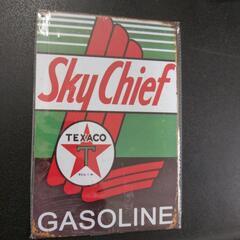 Sky Chief
TEXACO
T
GASOLINE